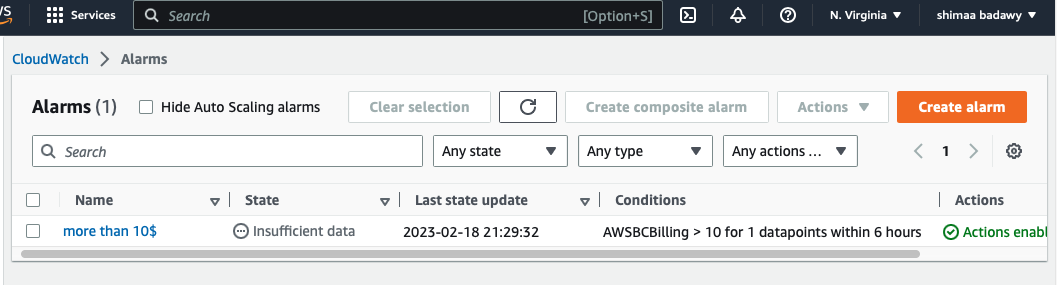 Services
Search
[Option+S]
N. Virginia
shimaa badawy
CloudWatch > Alarms
Alarms (1)
Hide Auto Scaling alarms
Clear selection
Create composite alarm
Actions
Create alarm
Search
Any state
Any type
Any actions ...
1
Name
State
Last state update
Conditions
Actions
more than 10$
Insufficient data
2023-02-18 21:29:32
AWSBCBilling > 10 for 1 datapoints within 6 hours
Actions enabl